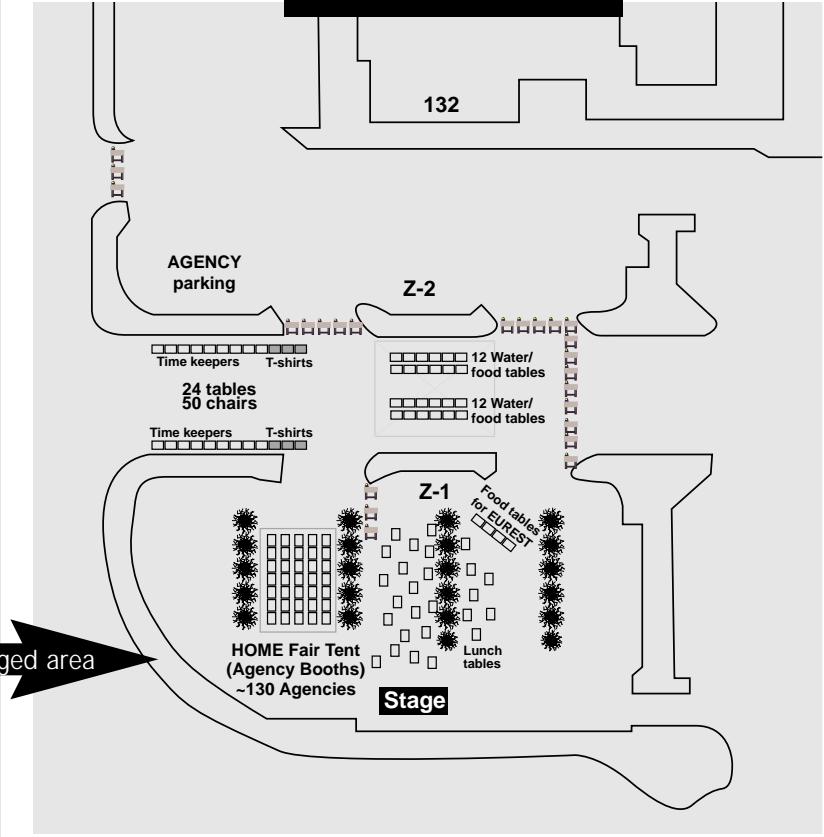 132
AGENCY
parking
Z-2
Time keepers T-shirts
12 Water/
food tables
24 tables
50 chairs
12 Water/
food tables
Time keepers T-shirts
Z-1
Food tables
for EUREST
HOME Fair Tent
(Agency Booths)
~130 Agencies
Lunch
tables
Stage
area